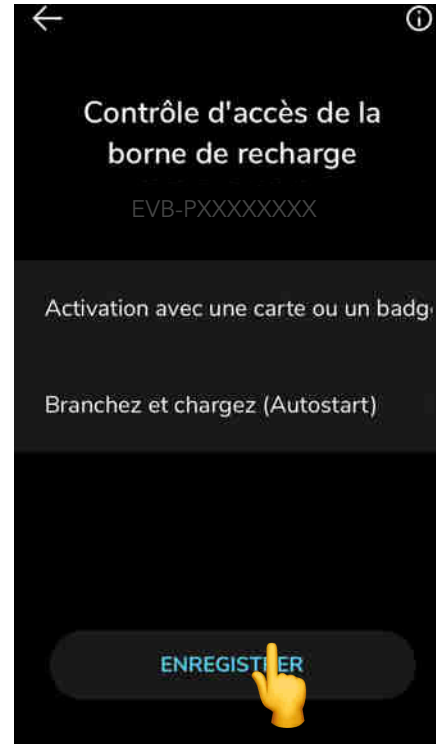 Contrôle d'accès de la
borne de recharge
EVB-PXXXXXXXX
Activation avec une carte ou un badg
Branchez et chargez (Autostart)
ENREGISTRER